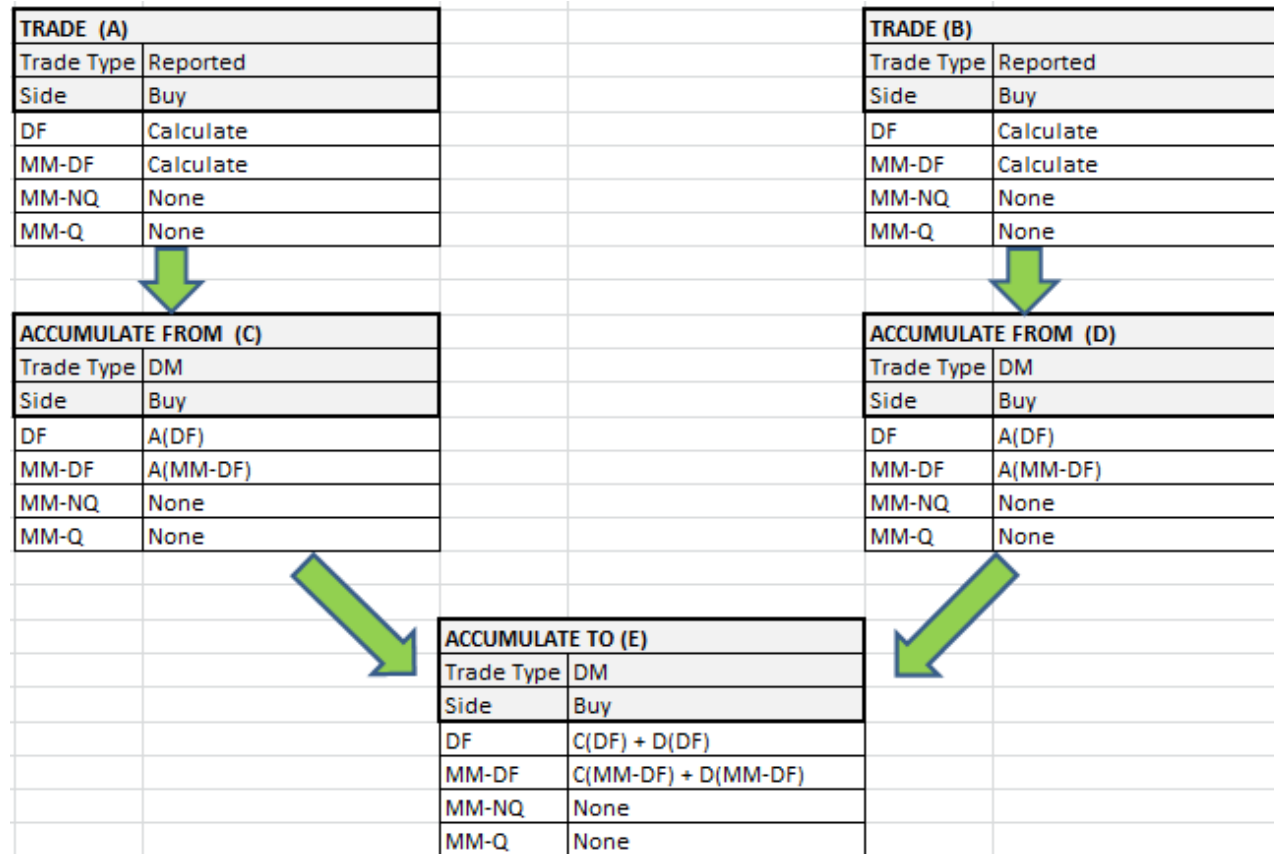 TRADE (A)
Trade Type Reported
Side Buy
DF Calculate
MM-DF Calculate
MM-NQ None
MM-Q None
TRADE (B)
Trade Type Reported
Side Buy
DF Calculate
MM-DF Calculate
MM-NQ None
MM-Q None
ACCUMULATE FROM (C)
Trade Type DM
Side Buy
DF A(DF)
MM-DF A(MM-DF)
MM-NQ None
MM-Q None
ACCUMULATE FROM (D)
Trade Type DM
Side Buy
DF A(DF)
MM-DF A(MM-DF)
MM-NQ None
MM-Q None
ACCUMULATE TO (E)
Trade Type DM
Side Buy
DF C(DF) + D(DF)
MM-DF C(MM-DF) + D(MM-DF)
MM-NQ None
MM-Q None